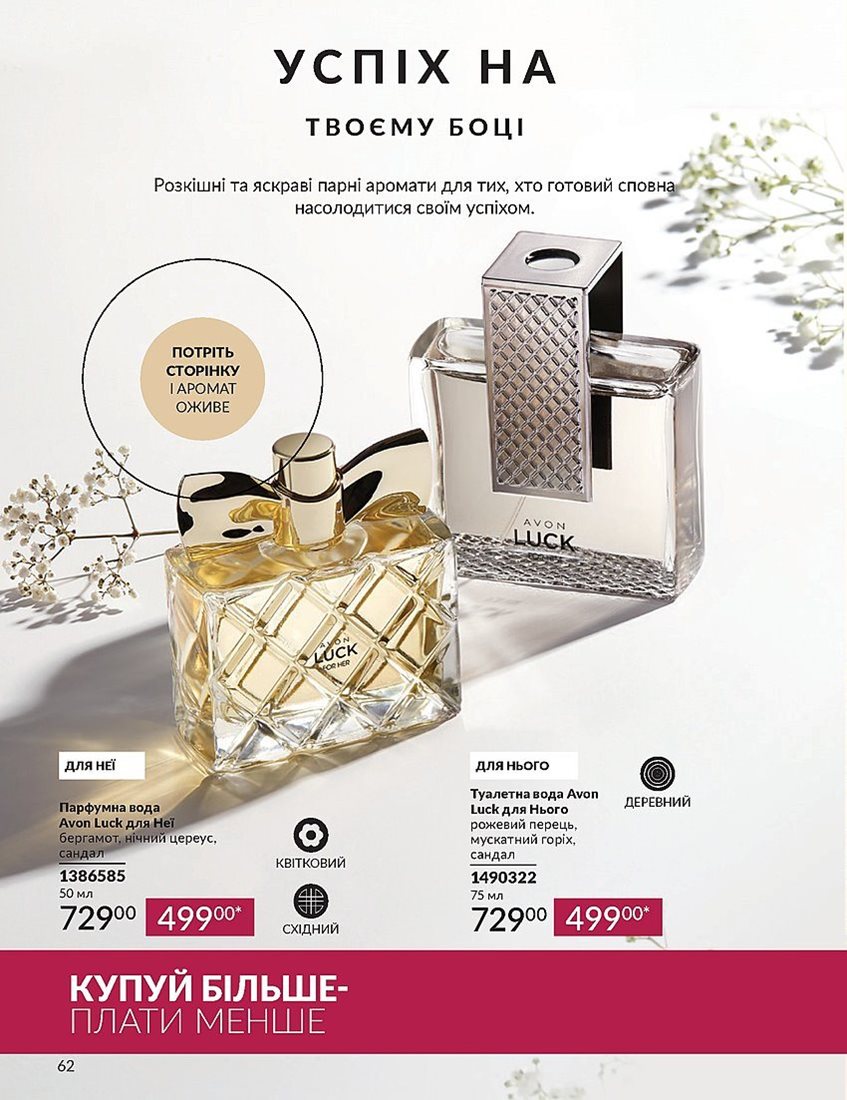 УСПІХ НА
ТВОЄМУ БОЦІ
Розкішні та яскраві парні аромати для тих, хто готовий сповна
насолодитися своїм успіхом.
ПОТРІТЬ
СТОРІНКУ
І АРОМАТ
ОЖИВЕ
AVON
LUCK
AVON
LUCK
FOR HER
ДЛЯ НЕЇ
Парфумна вода
Avon Luck для Неї
бергамот, нічний цереус,
сандал
1386585
50 мл
72900 49900*
КВІТКОВИЙ
СХІДНИЙ
ДЛЯ НЬОГО
Туалетна вода Avon
Luck для Нього
рожевий перець,
мускатний горіх,
сандал
1490322
75 мл
72900 49900*
ДЕРЕВНИЙ
КУПУЙ БІЛЬШЕ-
ПЛАТИ МЕНШЕ
62